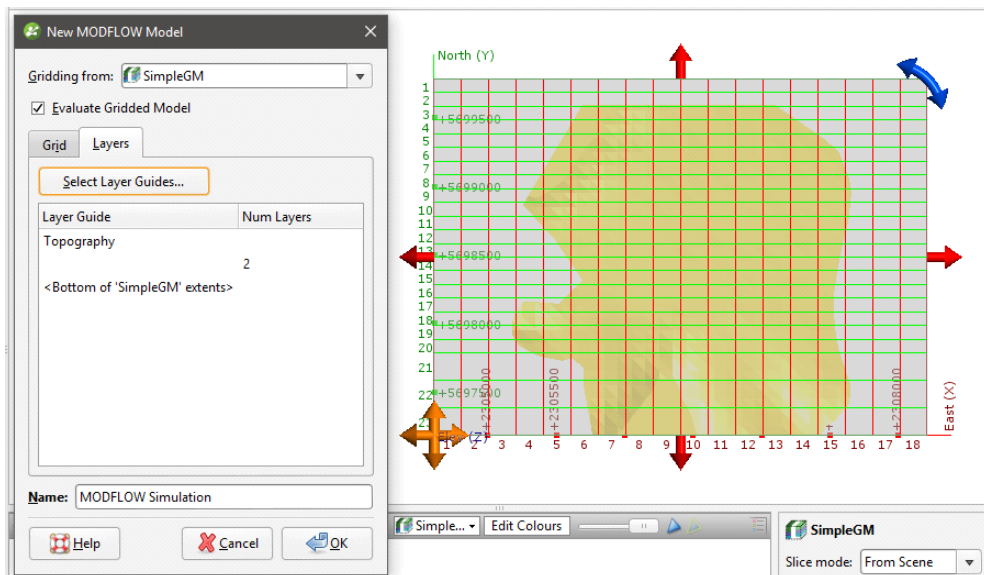 New MODFLOW Model
Gridding from: SimpleGM
Evaluate Gridded Model
Grid Layers
Select Layer Guides...
Layer Guide Num Layers
Topography
2
<Bottom of 'SimpleGM' extents>
Name: MODFLOW Simulation
Help Cancel OK
North (Y)
1
2
3
+5699500
4
5
6
7
8
+5699000
9
10
11
12
13
+5698500
14
15
16
17
18
+5698000
19
20
21
22
+5697500
+2305000
+2305500
+2308000
East (X)
(Z)
1 2 3 4 5 6 7 8 9 10 11 12 13 14 15 16 17 18
Simple... Edit Colours
SimpleGM
Slice mode: From Scene